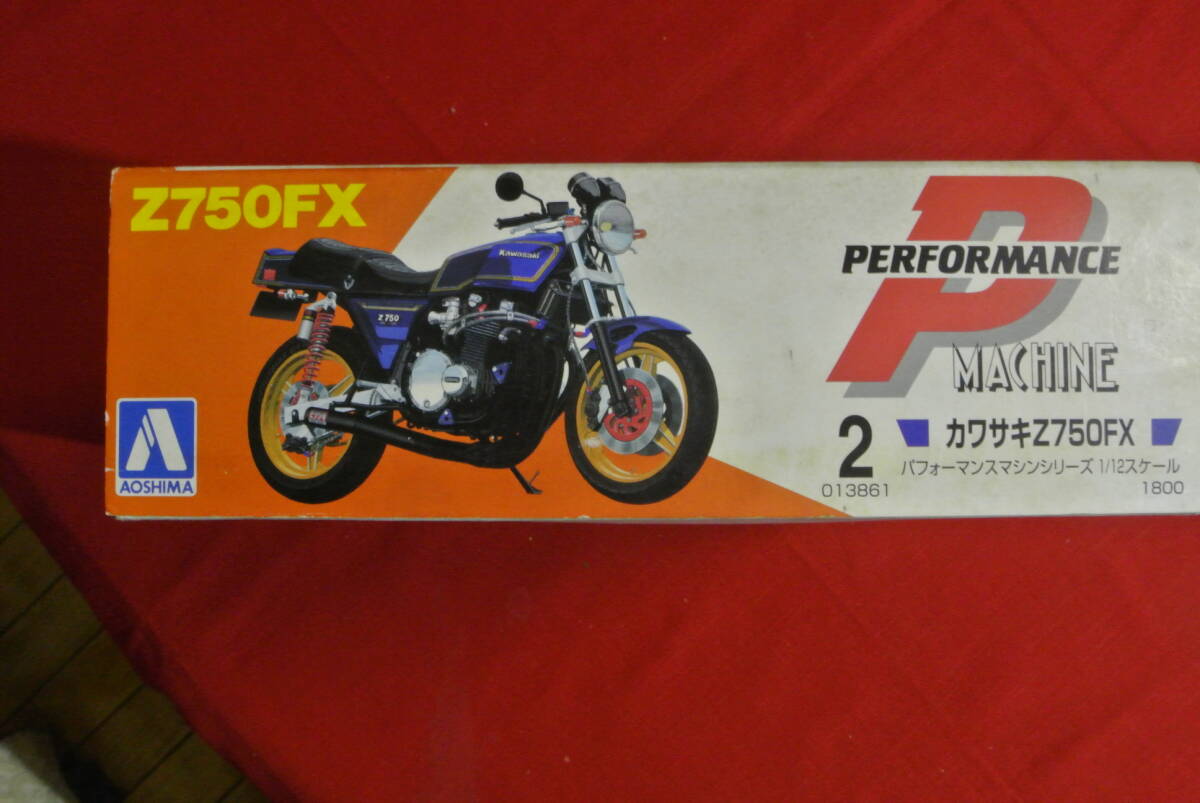 Z750FX
Kawasaki
Z750
AOSHIMA
PERFORMANCE
MACHINE
2
カワサキZ750FX
013861
パフォーマンスマシンシリーズ 1/12スケール
1800